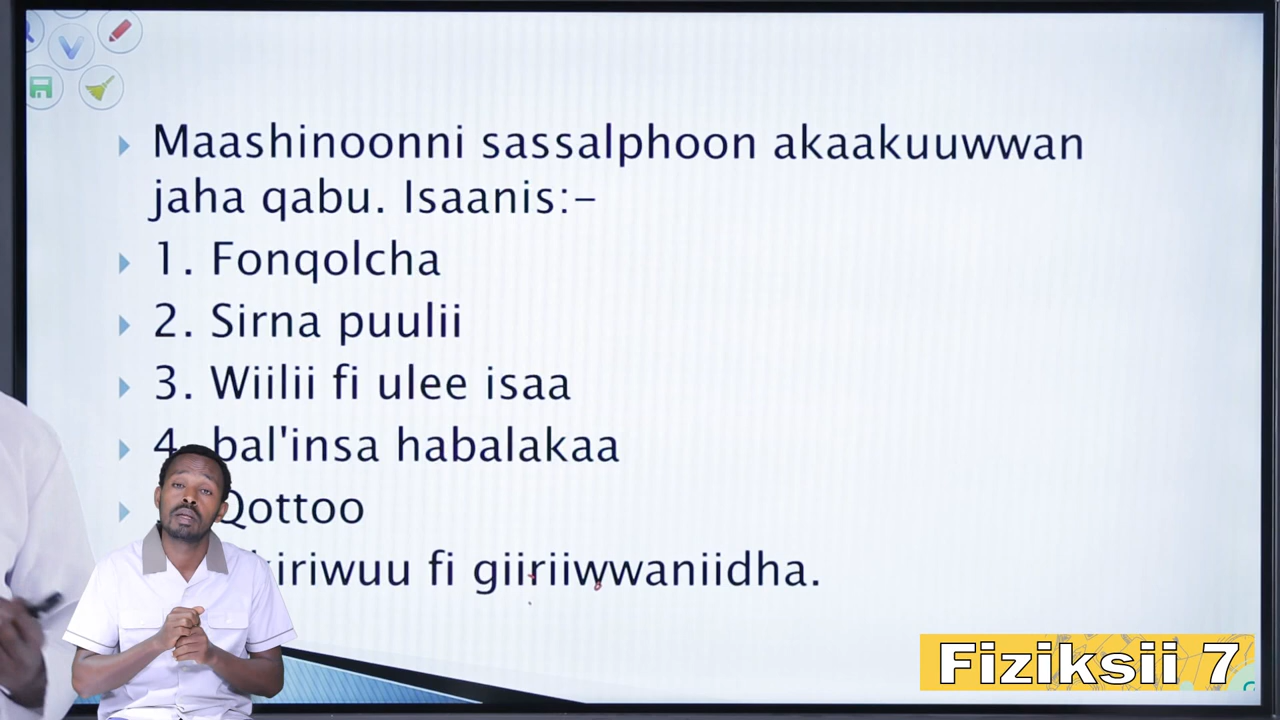 Maashinoonni sassalphoon akaakuuwwan
jaha qabu. Isaanis:-
1. Fonqolcha
2. Sirna puulii
3. Wiilii fi ulee isaa
4. bal'insa habalakaa
Qottoo
fi giiriiwwaniidha.
Fiziksii 7